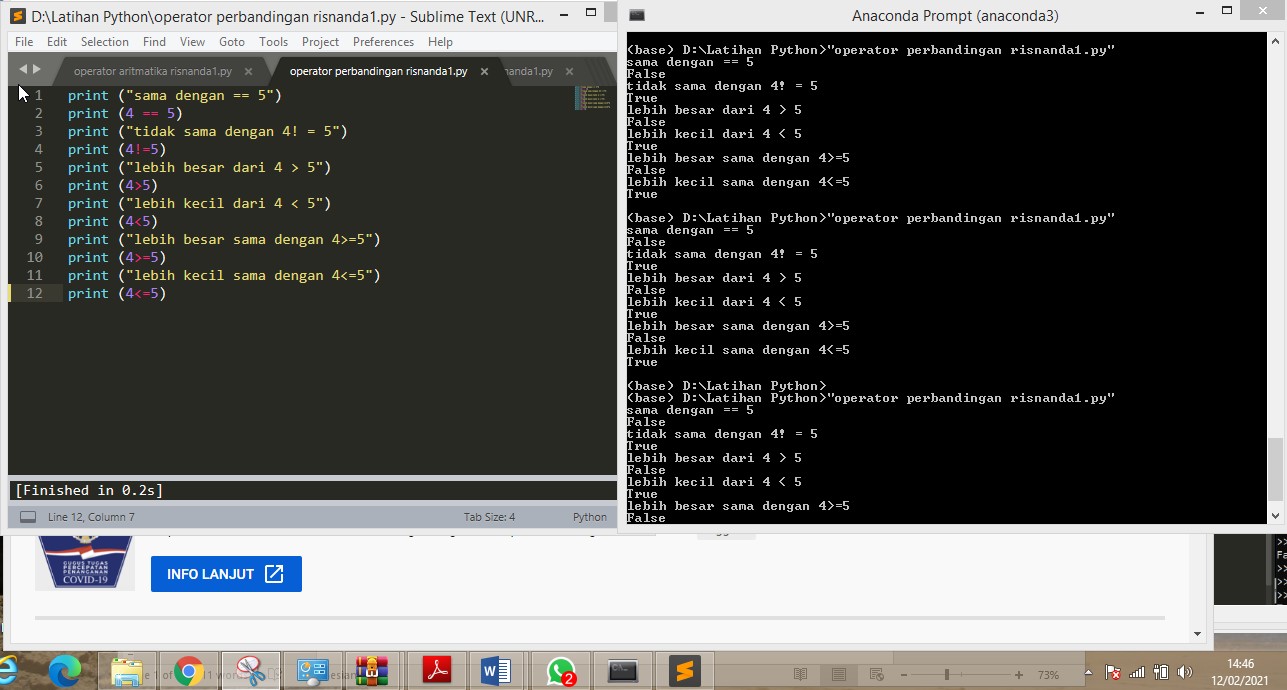 D:\Latihan Python\operator perbandingan risnanda1.py - Sublime Text (UNR...
File Edit Selection Find View Goto Tools Project Preferences Help
operator aritmatika risnanda1.py
operator perbandingan risnanda1.py
nanda1.py
1 print ("sama dengan == 5")
2 print (4 == 5)
3 print ("tidak sama dengan 4! = 5")
4 print (4!=5)
5 print ("lebih besar dari 4 > 5")
6 print (4>5)
7 print ("lebih kecil dari 4 < 5")
8 print (4<5)
9 print ("lebih besar sama dengan 4>=5")
10 print (4>=5)
11 print ("lebih kecil sama dengan 4<=5")
12 print (4<=5)
[Finished in 0.2s]
Line 12, Column 7 Tab Size: 4 Python
Anaconda Prompt (anaconda3)
(base) D:\Latihan Python>"operator perbandingan risnanda1.py"
sama dengan == 5
False
tidak sama dengan 4! = 5
True
lebih besar dari 4 > 5
False
lebih kecil dari 4 < 5
True
lebih besar sama dengan 4>=5
False
lebih kecil sama dengan 4<=5
True
(base) D:\Latihan Python>"operator perbandingan risnanda1.py"
sama dengan == 5
False
tidak sama dengan 4! = 5
True
lebih besar dari 4 > 5
False
lebih kecil dari 4 < 5
True
lebih besar sama dengan 4>=5
False
lebih kecil sama dengan 4<=5
True
(base) D:\Latihan Python>
(base) D:\Latihan Python>"operator perbandingan risnanda1.py"
sama dengan == 5
False
tidak sama dengan 4! = 5
True
lebih besar dari 4 > 5
False
lebih kecil dari 4 < 5
True
lebih besar sama dengan 4>=5
False
GUGUS TUGAS
PERCEPATAN
PENANGANAN
COVID-19
INFO LANJUT
>>
Fa
>>
>>
>>
2
73%
14:46
12/02/2021